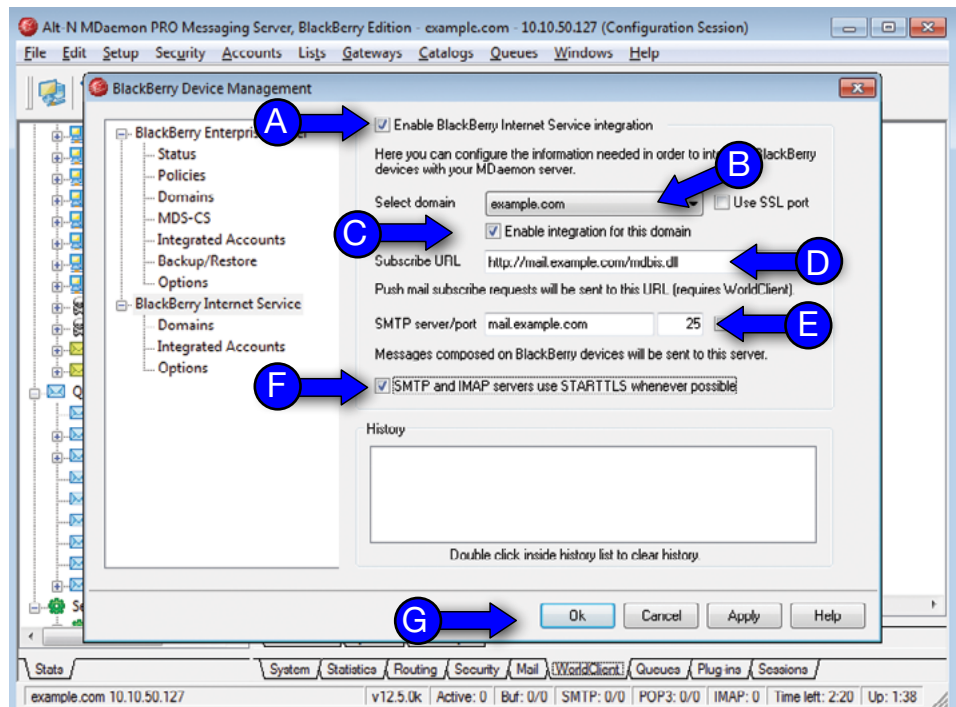 Alt-N MDaemon PRO Messaging Server, BlackBerry Edition - example.com - 10.10.50.127 (Configuration Session)
File Edit Setup Security Accounts Lists Gateways Catalogs Queues Windows Help
BlackBerry Device Management
A
Enable BlackBerry Internet Service integration
BlackBerry
Status
Policies
Domains
MDS-CS
Integrated Accounts
Backup/Restore
Options
BlackBerry Internet Service
Domains
Integrated Accounts
Options
Here you can configure the information needed in order to BlackBerry
devices with your MDaemon server.
B
Select domain example.com Use SSL port
C
Enable integration for this domain
Subscribe URL http://mail.example.com/mdbis.dll
D
Push mail subscribe requests will be sent to this URL (requires WorldClient).
SMTP server/port mail.example.com 25
E
Messages composed on BlackBerry devices will be sent to this server.
F
SMTP and IMAP servers use STARTTLS whenever possible
History
Double click inside history list to clear history.
G
Ok Cancel Apply Help
Q
Se
Stats System Statistics Routing Security Mail WorldClient Queues Plug-ins Sessions
example.com 10.10.50.127 v12.5.0k Active: 0 Buf: 0/0 SMTP: 0/0 POP3: 0/0 IMAP: 0 Time left: 2:20 Up: 1:38